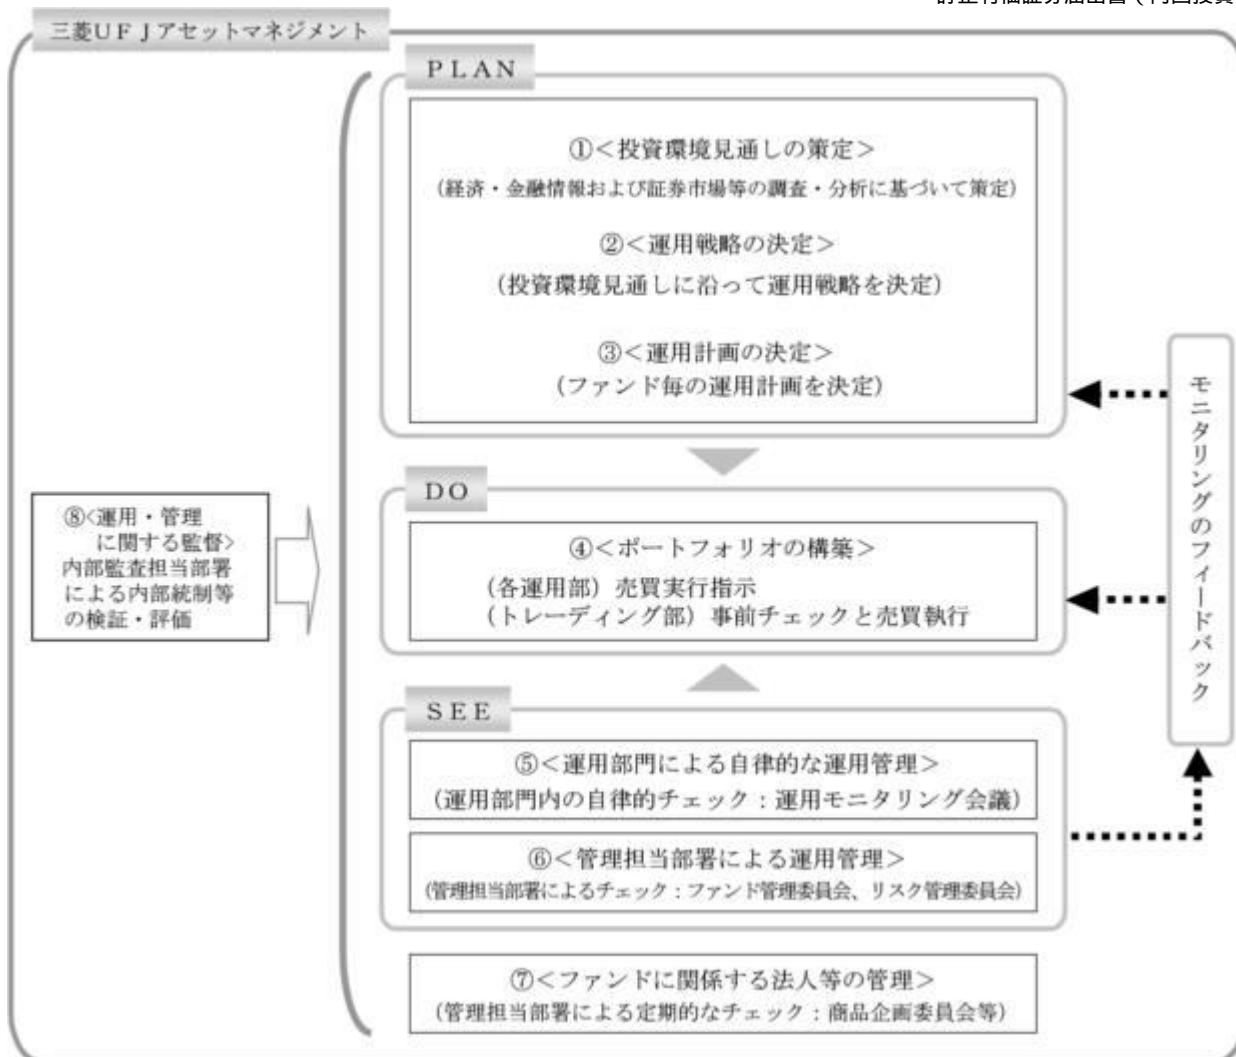 訂正有価証券届出書(内国投資
三菱UFJアセットマネジメント
PLAN
①<投資環境見通しの策定>
(経済・金融情報および証券市場等の調査・分析に基づいて策定)
②<運用戦略の決定>
(投資環境見通しに沿って運用戦略を決定)
③<運用計画の決定>
(ファンド毎の運用計画を決定)
DO
④<ポートフォリオの構築>
(各運用部)売買実行指示
(トレーディング部)事前チェックと売買執行
SEE
⑤<運用部門による自律的な運用管理>
(運用部門内の自律的チェック:運用モニタリング会議)
⑥<管理担当部署による運用管理>
(管理担当部署によるチェック:ファンド管理委員会、リスク管理委員会)
⑦<ファンドに関係する法人等の管理>
(管理担当部署による定期的なチェック:商品企画委員会等)
⑧<運用・管理
に関する監督>
内部監査担当部署
による内部統制等
の検証・評価
モニタリングのフィードバック